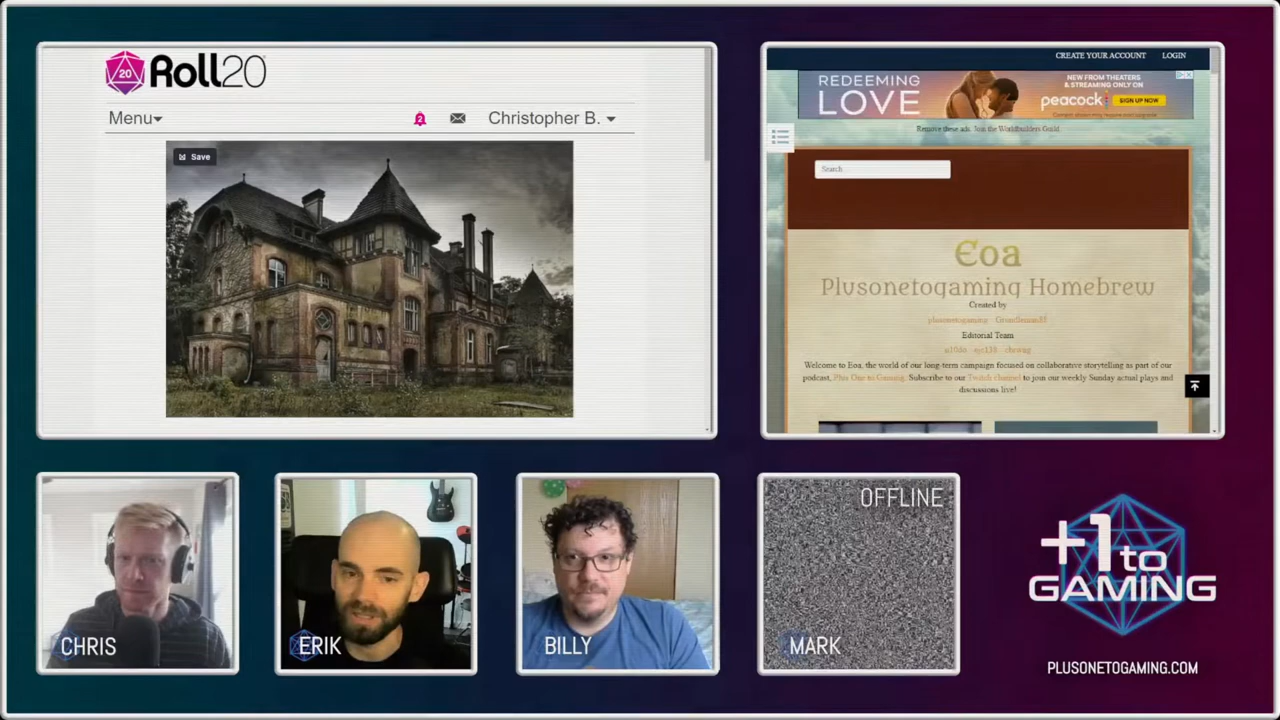 20
Roll20
Menu
2
Christopher B.
Save
CREATE YOUR ACCOUNT LOGIN
REDEEMING
LOVE
NEW FROM THEATERS
& STREAMING ONLY ON
peacock
SIGN UP NOW
Remove these ads. Join the Worldbuilders Guild
Search
Eoa
Plusonetogaming Homebrew
Created by
plusonetogaming
Editorial Team
Welcome to Eoa, the world of our long-term campaign focused on collaborative storytelling as part of our
podcast, Plus One to Gaming. Subscribe to our Twitch channel to join our weekly Sunday actual plays and
discussions live!
CHRIS
ERIK
BILLY
OFFLINE
MARK
+1 to
GAMING
PLUSONETOGAMING.COM